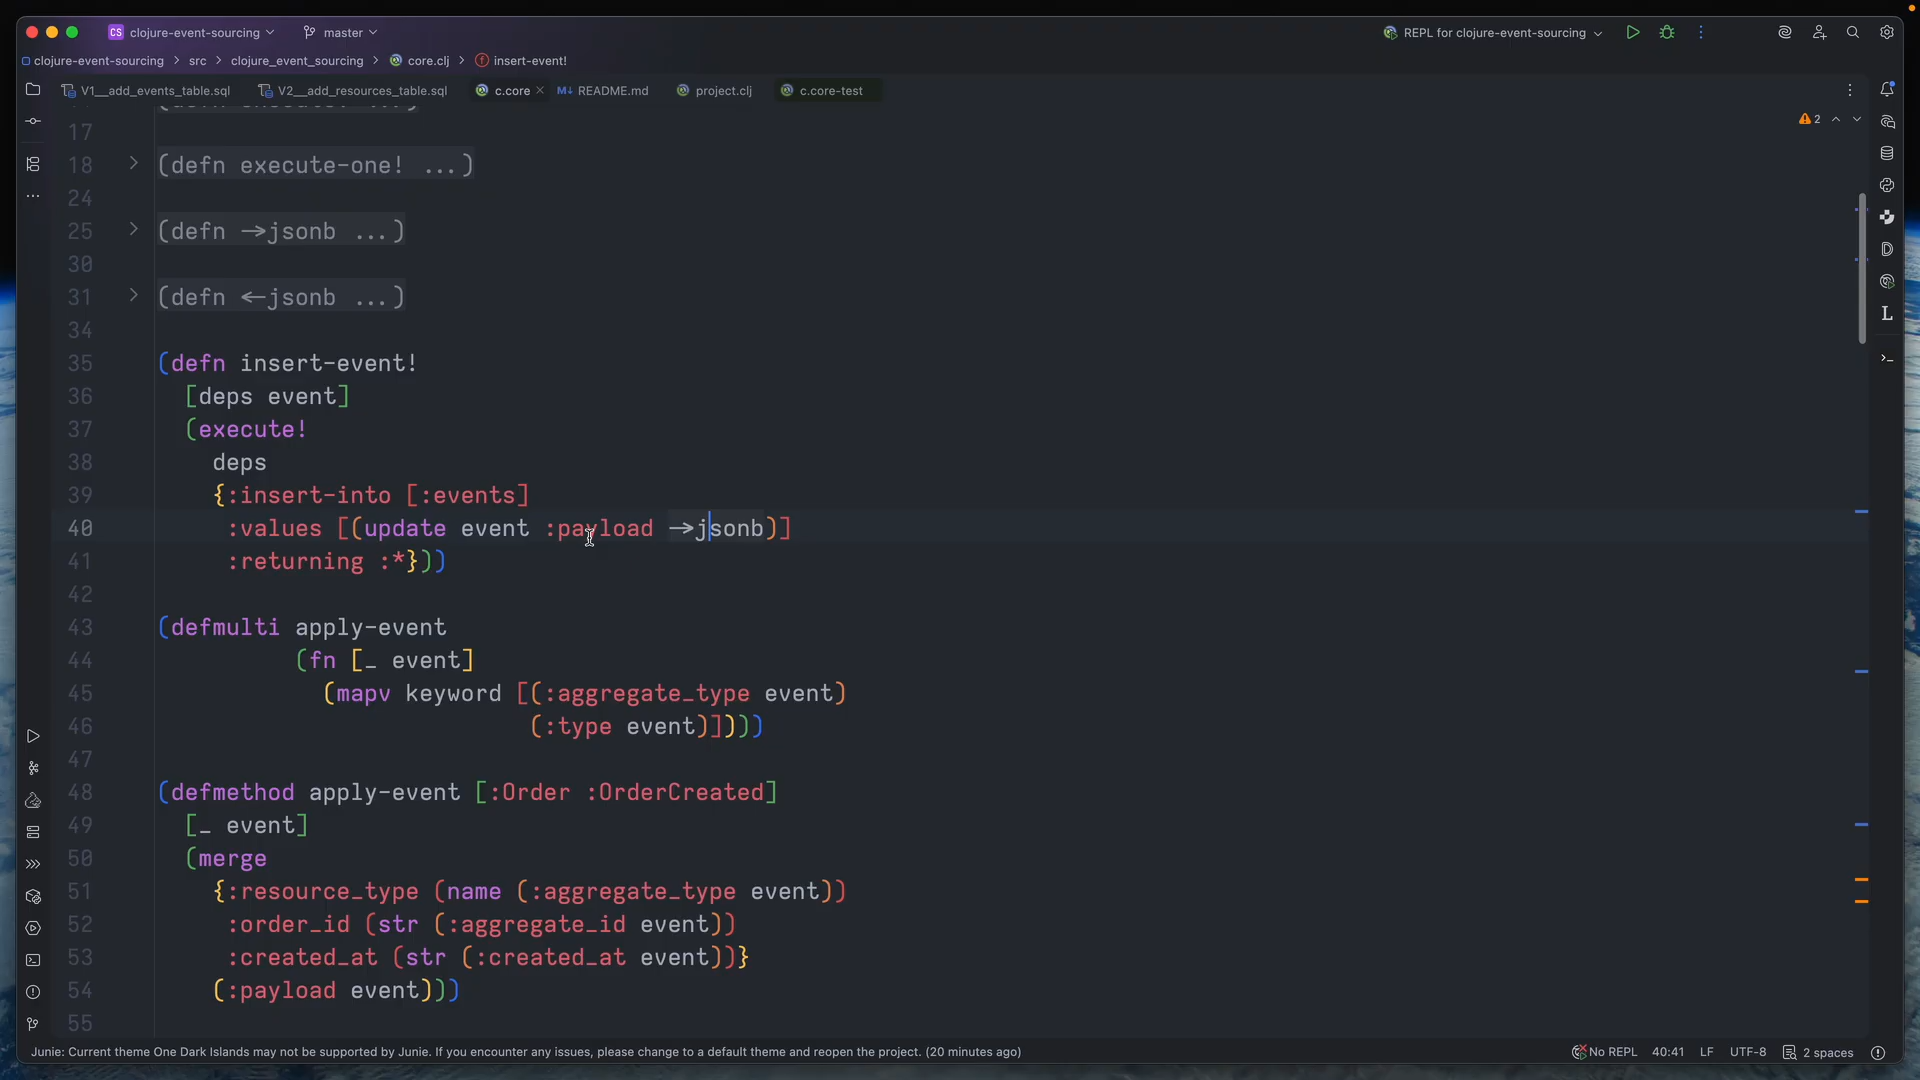 CS clojure-event-sourcing master REPL for clojure-event-sourcing
clojure-event-sourcing > src > clojure_event_sourcing > core.clj > insert-event!
V1__add_events_table.sql V2__add_resources_table.sql c.core README.md project.clj c.core-test
2
17
18 (defn execute-one! ...)
24
25 (defn ->jsonb ...)
30
31 (defn <-jsonb ...)
34
35 (defn insert-event!
36 [deps event]
37 (execute!
38 deps
39 {:insert-into [:events]
40 :values [(update event :payload ->jsonb)]
41 :returning :*}))
42
43 (defmulti apply-event
44 (fn [_ event]
45 (mapv keyword [(:aggregate_type event)
46 (:type event)])))
47
48 (defmethod apply-event [:Order :OrderCreated]
49 [_ event]
50 (merge
51 {:resource_type (name (:aggregate_type event))
52 :order_id (str (:aggregate_id event))
53 :created_at (str (:created_at event))}
54 (:payload event)))
55
Junie: Current theme One Dark Islands may not be supported by Junie. If you encounter any issues, please change to a default theme and reopen the project. (20 minutes ago) No REPL 40:41 LF UTF-8 2 spaces